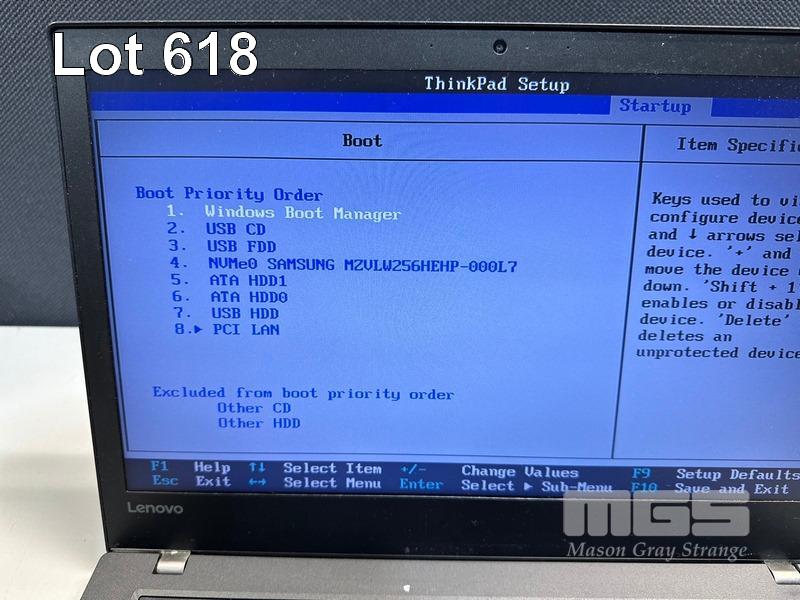 Lot 618
ThinkPad Setup
Startup
Boot
Item Specific
Boot Priority Order
1. Windows Boot Manager
2. USB CD
3. USB FDD
4. NVMe0 SAMSUNG MZVLW256HEHP-000L7
5. ATA HDD1
6. ATA HDD0
7. USB HDD
8.▸ PCI LAN
Excluded from boot priority order
Other CD
Other HDD
Keys used to vi
configure device
and ↓ arrows sel
device. '+' and
move the device
down. 'Shift + 1'
enables or disabl
device. 'Delete'
deletes an
unprotected device
F1 Help ↑↓ Select Item +/- Change Values F9 Setup Defaults
Esc Exit ↔ Select Menu Enter Select ▸ Sub-Menu F10 Save and Exit
Lenovo
MGS
Mason Gray Strange